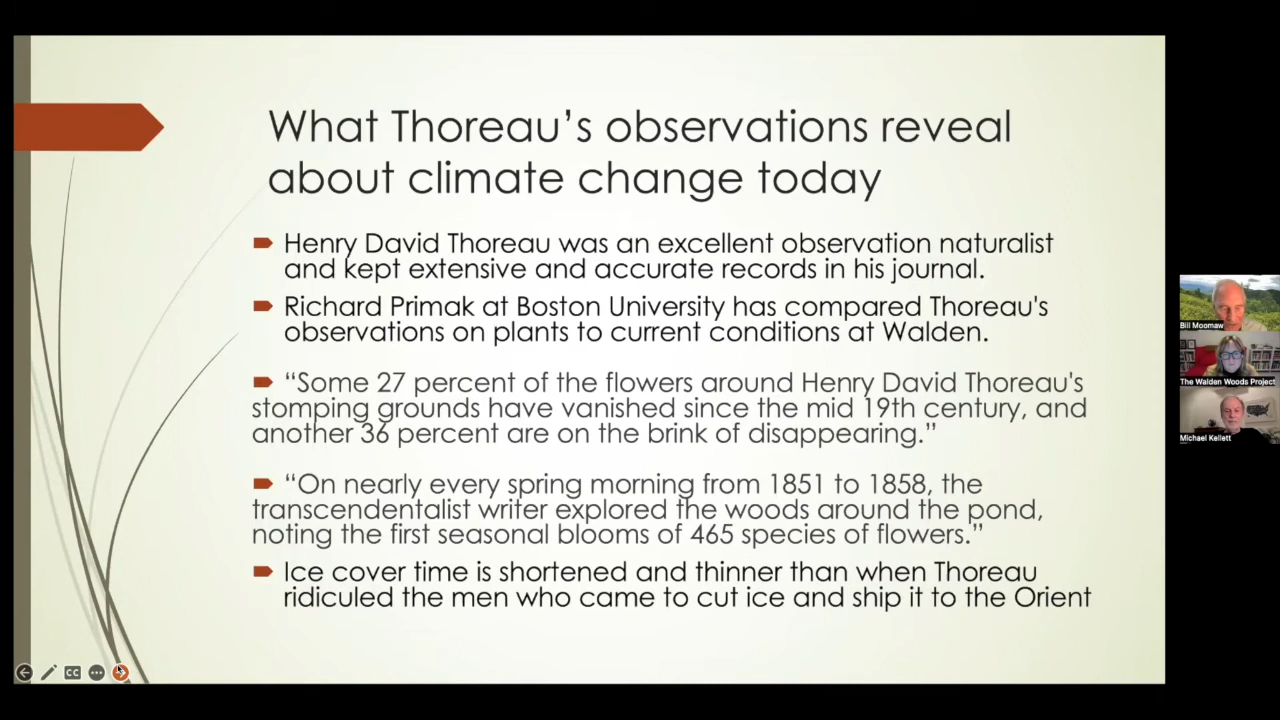 What Thoreau's observations reveal
about climate change today
Henry David Thoreau was an excellent observation naturalist
and kept extensive and accurate records in his journal.
Richard Primak at Boston University has compared Thoreau's
observations on plants to current conditions at Walden.
“Some 27 percent of the flowers around Henry David Thoreau's
stomping grounds have vanished since the mid 19th century, and
another 36 percent are on the brink of disappearing.”
“On nearly every spring morning from 1851 to 1858, the
transcendentalist writer explored the woods around the pond,
noting the first seasonal blooms of 465 species of flowers.”
Ice cover time is shortened and thinner than when Thoreau
ridiculed the men who came to cut ice and ship it to the Orient
CC
Bill Moomaw
The Walden Woods Project
Michael Kellett